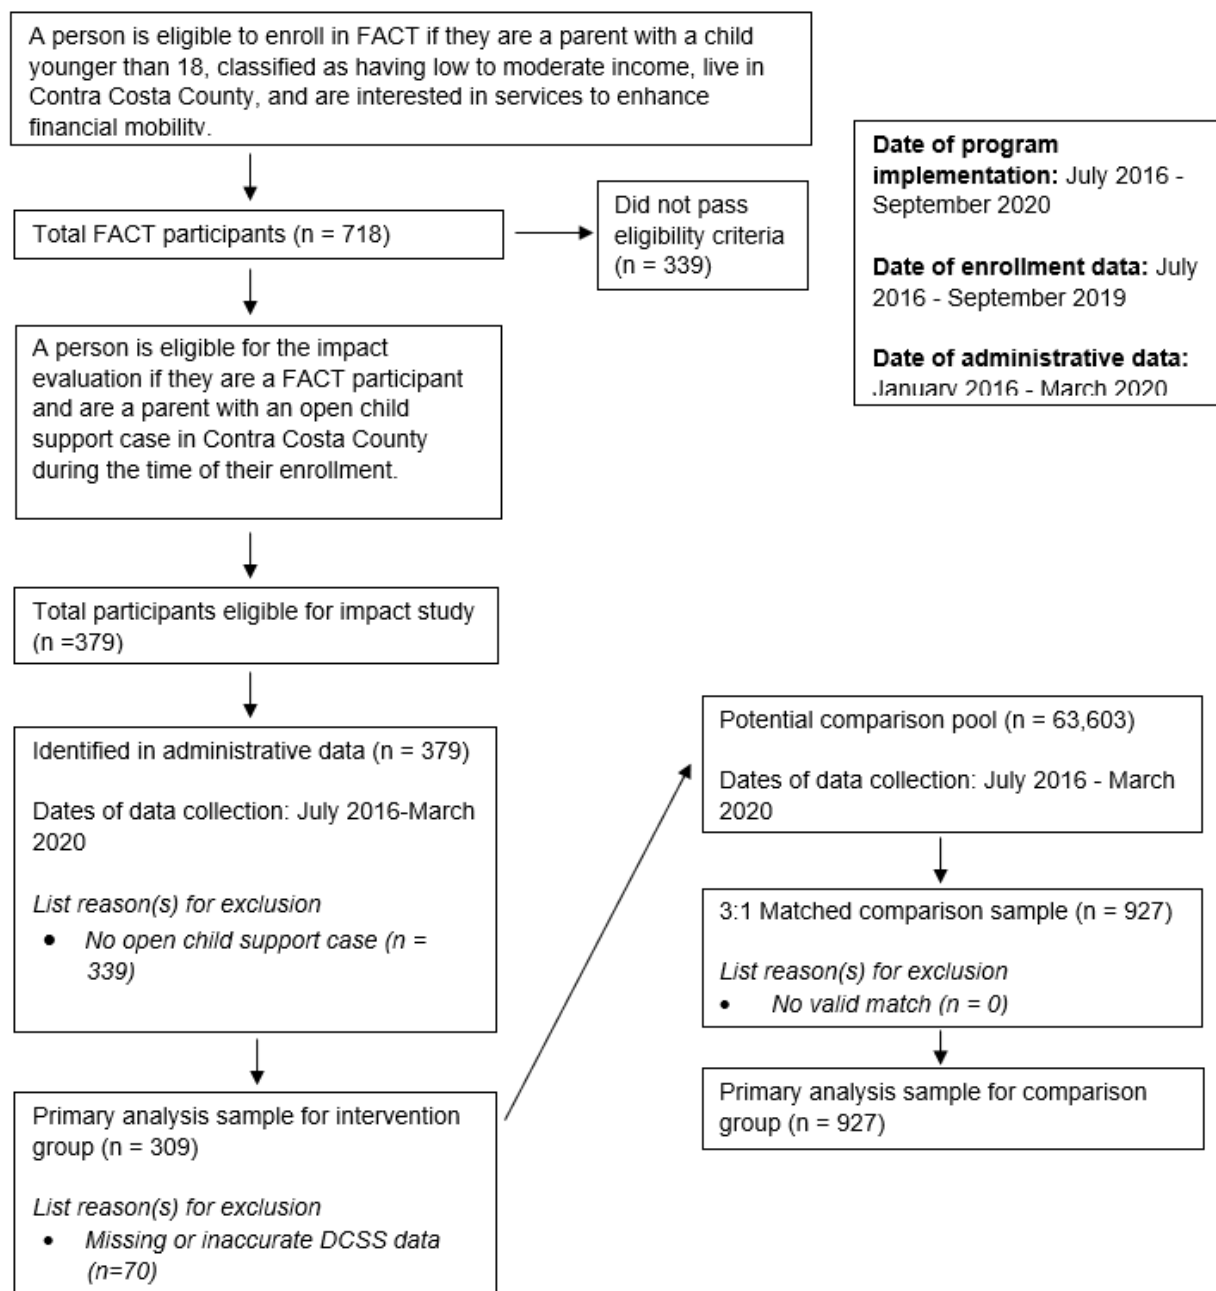 A person is eligible to enroll in FACT if they are a parent with a child
younger than 18, classified as having low to moderate income, live in
Contra Costa County, and are interested in services to enhance
financial mobility.
Date of program
implementation: July 2016 -
September 2020
Date of enrollment data: July
2016 - September 2019
Date of administrative data:
January 2016 - March 2020
Total FACT participants (n = 718)
Did not pass
eligibility criteria
(n = 339)
A person is eligible for the impact
evaluation if they are a FACT participant
and are a parent with an open child
support case in Contra Costa County
during the time of their enrollment.
Total participants eligible for impact study
(n =379)
Identified in administrative data (n = 379)
Dates of data collection: July 2016-March
2020
List reason(s) for exclusion
• No open child support case (n =
339)
Primary analysis sample for intervention
group (n = 309)
List reason(s) for exclusion
• Missing or inaccurate DCSS data
(n=70)
Potential comparison pool (n = 63,603)
Dates of data collection: July 2016 - March
2020
3:1 Matched comparison sample (n = 927)
List reason(s) for exclusion
• No valid match (n = 0)
Primary analysis sample for comparison
group (n = 927)